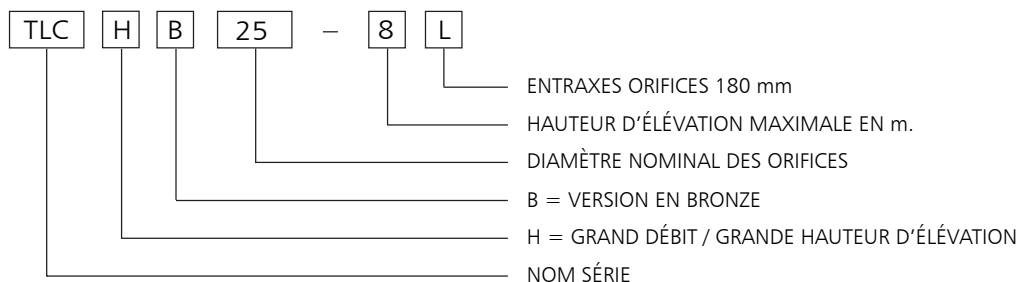 TLC H B 25 – 8 L
ENTRAXES ORIFICES 180 mm
HAUTEUR D’ÉLÉVATION MAXIMALE EN m.
DIAMÈTRE NOMINAL DES ORIFICES
B = VERSION EN BRONZE
H = GRAND DÉBIT / GRANDE HAUTEUR D’ÉLÉVATION
NOM SÉRIE